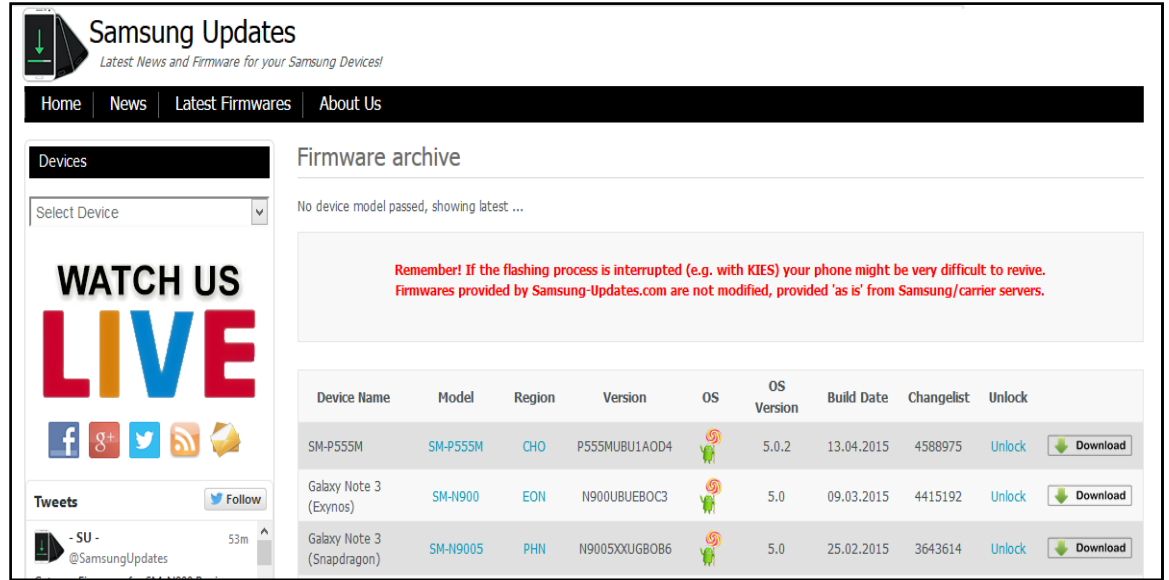 Samsung Updates
Latest News and Firmware for your Samsung Devices!
Home News Latest Firmwares About Us
Devices
Select Device
WATCH US
LIVE
f g+
Tweets
Follow
- SU - 53m
@SamsungUpdates
Firmware archive
No device model passed, showing latest ...
Remember! If the flashing process is interrupted (e.g. with KIES) your phone might be very difficult to revive.
Firmwares provided by Samsung-Updates.com are not modified, provided 'as is' from Samsung/carrier servers.
Device Name Model Region Version OS OS Version Build Date Changelist Unlock
SM-P555M SM-P555M CHO P555MUBU1AOD4 5.0.2 13.04.2015 4588975 Unlock Download
Galaxy Note 3 (Exynos) SM-N900 EON N900UBUEBOC3 5.0 09.03.2015 4415192 Unlock Download
Galaxy Note 3 (Snapdragon) SM-N9005 PHN N9005XXUGBOB6 5.0 25.02.2015 3643614 Unlock Download